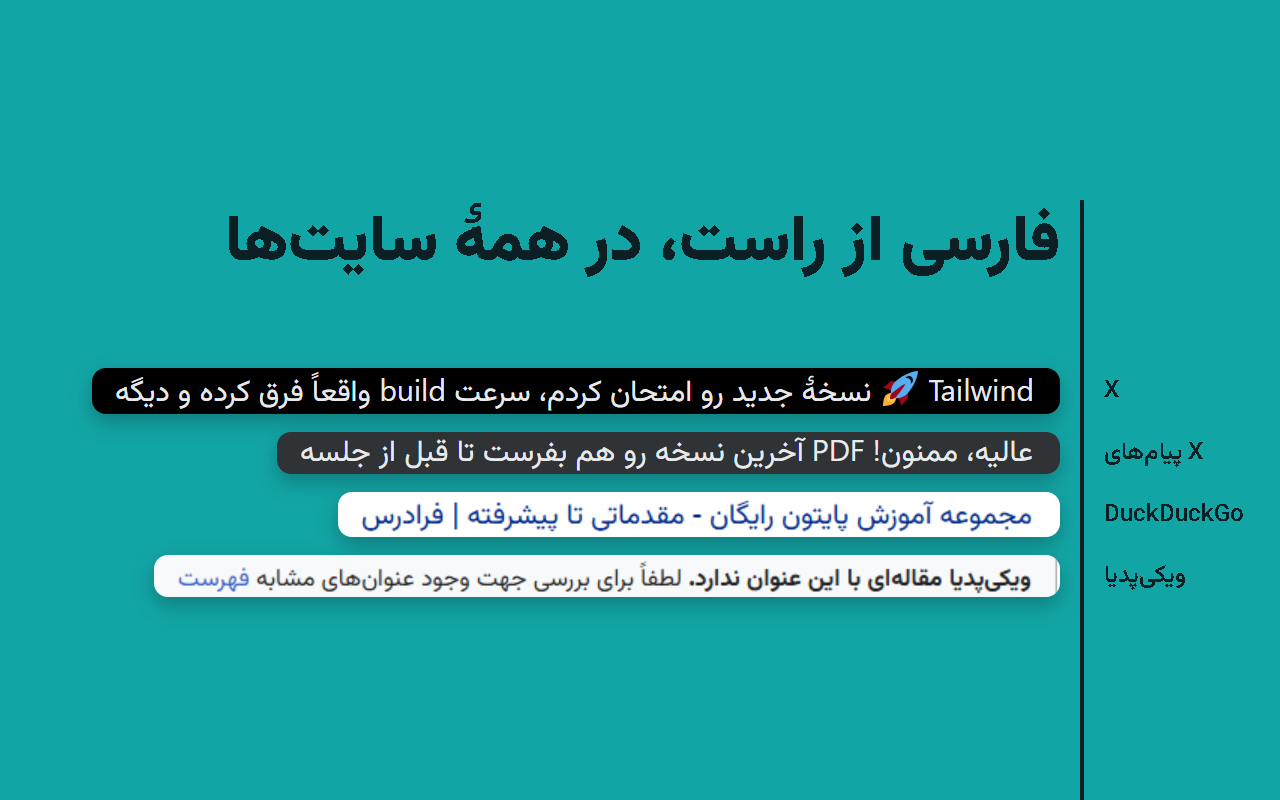 فارسی از راست، در همهٔ سایت‌ها
X
Tailwind 🚀 نسخهٔ جدید رو امتحان کردم، سرعت build واقعاً فرق کرده و دیگه
پیام‌های X
عالیه، ممنون! PDF آخرین نسخه رو هم بفرست تا قبل از جلسه
DuckDuckGo
مجموعه آموزش پایتون رایگان - مقدماتی تا پیشرفته | فرادرس
ویکی‌پدیا
ویکی‌پدیا مقاله‌ای با این عنوان ندارد. لطفاً برای بررسی جهت وجود عنوان‌های مشابه فهرست